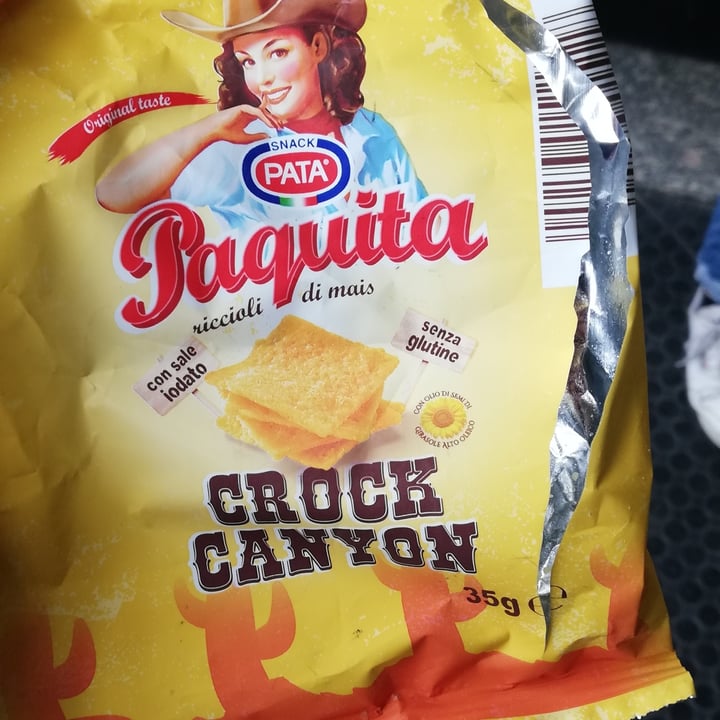 Original taste
SNACK
PATA®
Paquita
riccioli di mais
con sale
iodato
senza
glutine
CON OLIO DI SEMI DI
GIRASOLE ALTO OLEICO
CROCK
CANYON
35g ℮